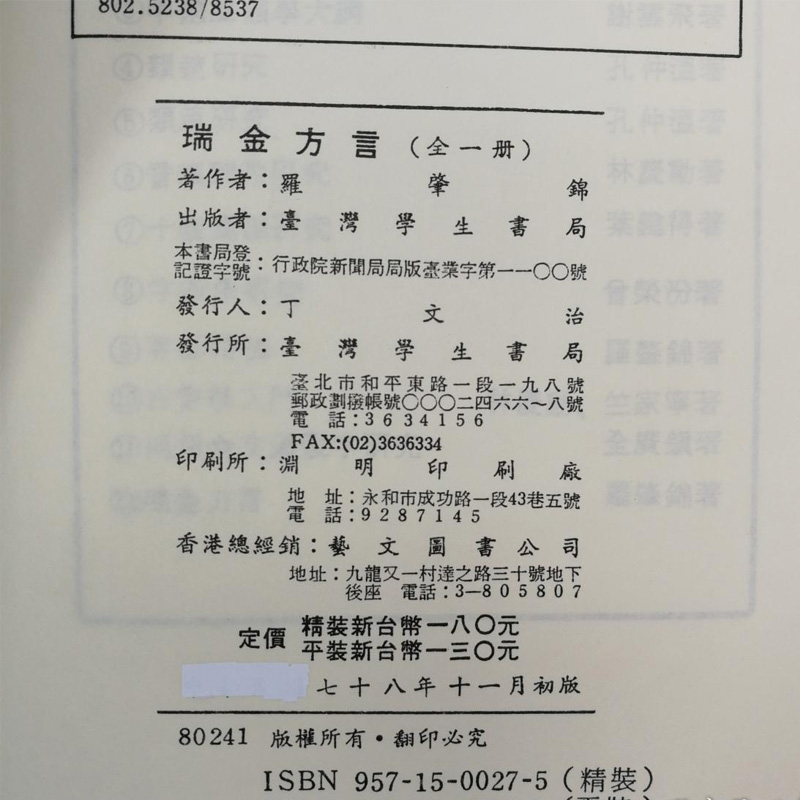 802.5238/8537
瑞金方言（全一册）
著作者：羅肇錦
出版者：臺灣學生書局
本書局登
記證字號：行政院新聞局局版臺業字第一一〇〇號
發行人：丁文治
發行所：臺灣學生書局
臺北市和平東路一段一九八號
郵政劃撥帳號〇〇〇二四六六～八號
電話：3634156
FAX:(02)3636334
印刷所：淵明印刷廠
地址：永和市成功路一段43巷五號
電話：9287145
香港總經銷：藝文圖書公司
地址：九龍又一村達之路三十號地下
後座 電話：3—805807
定價 精裝新台幣一八〇元
平裝新台幣一三〇元
七十八年十一月初版
80241 版權所有・翻印必究
ISBN 957-15-0027-5（精裝）